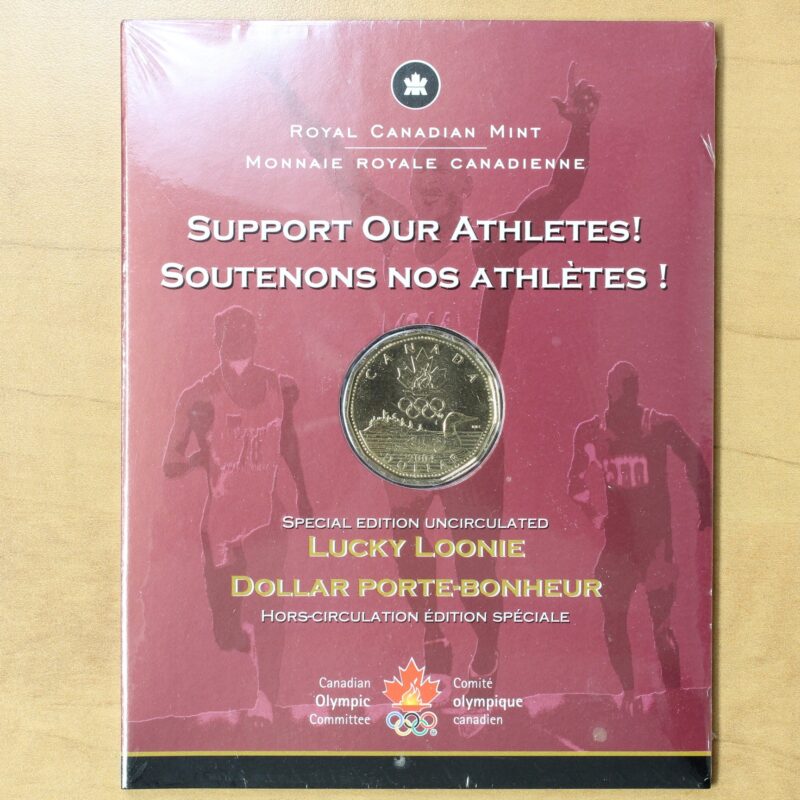 ROYAL CANADIAN MINT
MONNAIE ROYALE CANADIENNE
SUPPORT OUR ATHLETES!
SOUTENONS NOS ATHLÈTES !
CANADA
2004
DOLLAR
SPECIAL EDITION UNCIRCULATED
LUCKY LOONIE
DOLLAR PORTE-BONHEUR
HORS-CIRCULATION ÉDITION SPÉCIALE
Canadian
Olympic
Committee
Comité
olympique
canadien